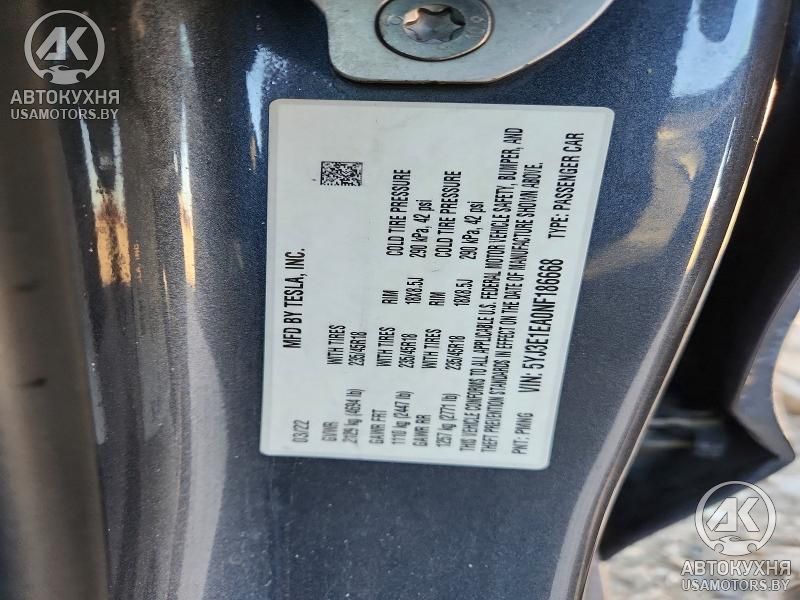 AK
АВТОКУХНЯ
USAMOTORS.BY
MFD BY TESLA, INC.
03/22
GVWR WITH TIRES RIM COLD TIRE PRESSURE
2129 kg (4694 lb) 235/45R18 18X8.5J 290 kPa, 42 psi
GAWR FRT WITH TIRES RIM COLD TIRE PRESSURE
1110 kg (2447 lb) 235/45R18 18X8.5J 290 kPa, 42 psi
GAWR RR WITH TIRES
1257 kg (2771 lb) 235/45R18
THIS VEHICLE CONFORMS TO ALL APPLICABLE U.S. FEDERAL MOTOR VEHICLE SAFETY, BUMPER, AND
THEFT PREVENTION STANDARDS IN EFFECT ON THE DATE OF MANUFACTURE SHOWN ABOVE.
PNT: PMNG VIN: 5YJ3E1EA0NF186668 TYPE: PASSENGER CAR
AK
АВТОКУХНЯ
USAMOTORS.BY